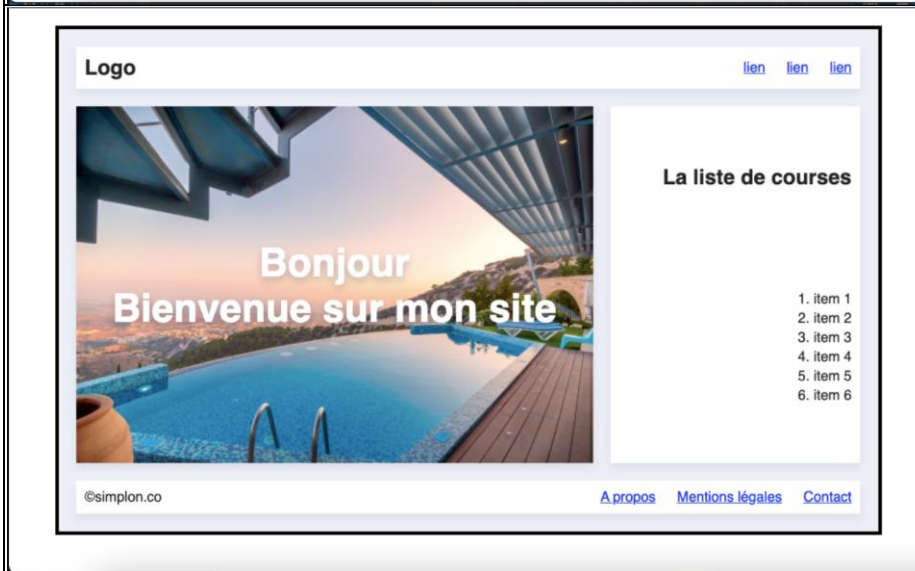 Logo
lien lien lien
Bonjour
Bienvenue sur mon site
La liste de courses
1. item 1
2. item 2
3. item 3
4. item 4
5. item 5
6. item 6
©simplon.co
A propos Mentions légales Contact